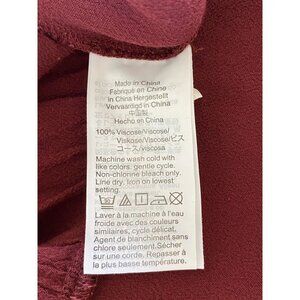 Made in China
Fabriqué en Chine
in China Hergestellt
Vervaardigd in China
中国製
Hecho en China
100% Viscose/Viscose/
Viskose/Viscose/ビス
コース/viscosa
Machine wash cold with
like colors. gentle cycle.
Non-chlorine bleach only.
Line dry. Iron on lowest
setting.
Laver à la machine à eau
froide avec des couleurs
similaires, cycle délicat.
Agent de blanchiment sans
chlore seulement. Sécher
sur une corde. Repasser à la
plus basse température.